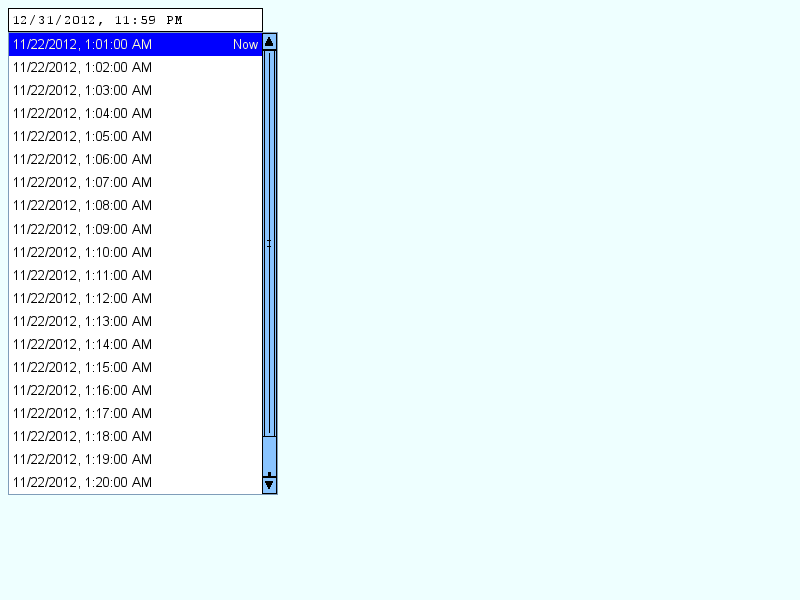 12/31/2012, 11:59 PM
11/22/2012, 1:01:00 AM Now
11/22/2012, 1:02:00 AM
11/22/2012, 1:03:00 AM
11/22/2012, 1:04:00 AM
11/22/2012, 1:05:00 AM
11/22/2012, 1:06:00 AM
11/22/2012, 1:07:00 AM
11/22/2012, 1:08:00 AM
11/22/2012, 1:09:00 AM
11/22/2012, 1:10:00 AM
11/22/2012, 1:11:00 AM
11/22/2012, 1:12:00 AM
11/22/2012, 1:13:00 AM
11/22/2012, 1:14:00 AM
11/22/2012, 1:15:00 AM
11/22/2012, 1:16:00 AM
11/22/2012, 1:17:00 AM
11/22/2012, 1:18:00 AM
11/22/2012, 1:19:00 AM
11/22/2012, 1:20:00 AM